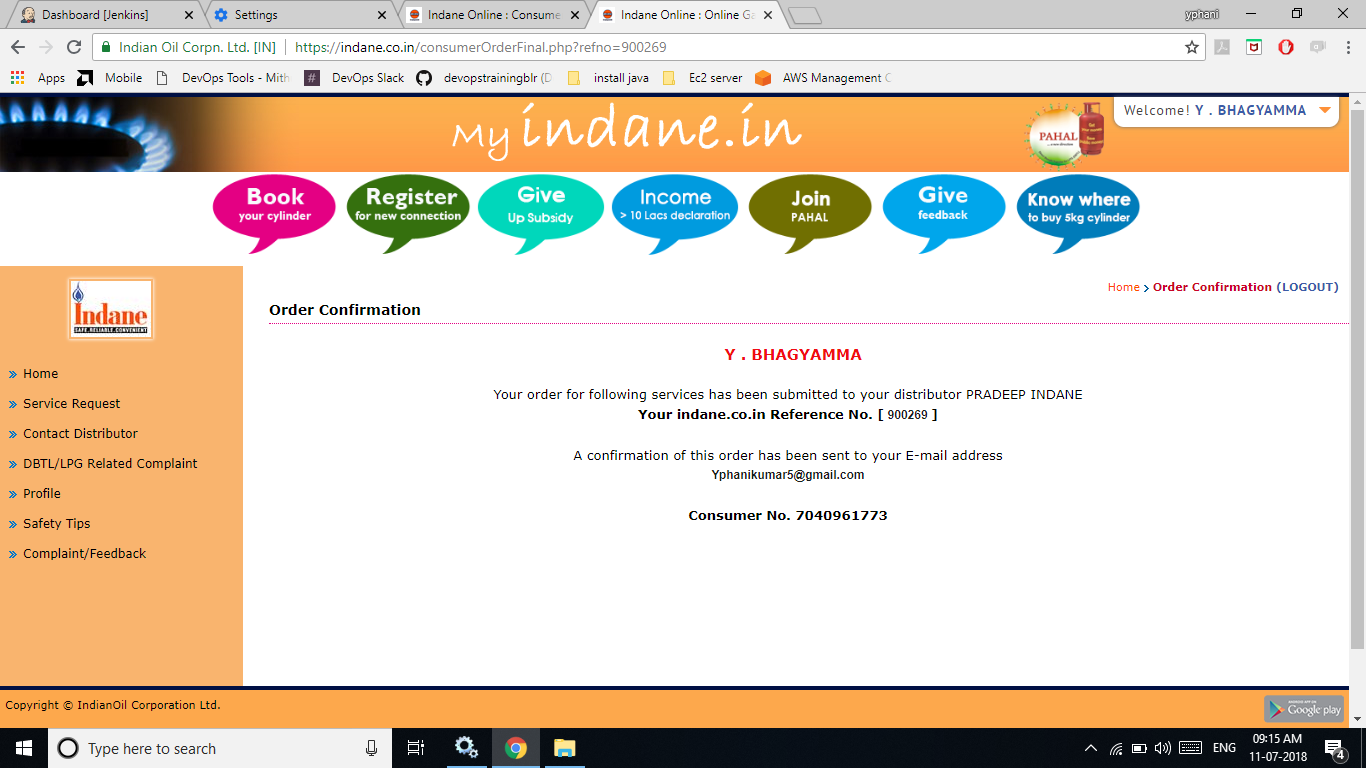 Dashboard [Jenkins]
Settings
Indane Online : Consume
Indane Online : Online Ga
yphani
Indian Oil Corpn. Ltd. [IN]
https://indane.co.in/consumerOrderFinal.php?refno=900269
Apps
Mobile
DevOps Tools - Mith
DevOps Slack
devopstrainingblr (D
install java
Ec2 server
AWS Management C
My indane.in
PAHAL
Welcome! Y . BHAGYAMMA
Book
your cylinder
Register
for new connection
Give
Up Subsidy
Income
> 10 Lacs declaration
Join
PAHAL
Give
feedback
Know where
to buy 5kg cylinder
Indane
SAFE.RELIABLE.CONVENIENT
Home
Service Request
Contact Distributor
DBTL/LPG Related Complaint
Profile
Safety Tips
Complaint/Feedback
Home > Order Confirmation (LOGOUT)
Order Confirmation
Y . BHAGYAMMA
Your order for following services has been submitted to your distributor PRADEEP INDANE
Your indane.co.in Reference No. [ 900269 ]
A confirmation of this order has been sent to your E-mail address
Yphanikumar5@gmail.com
Consumer No. 7040961773
Copyright © IndianOil Corporation Ltd.
Google play
Type here to search
ENG
09:15 AM
11-07-2018
4